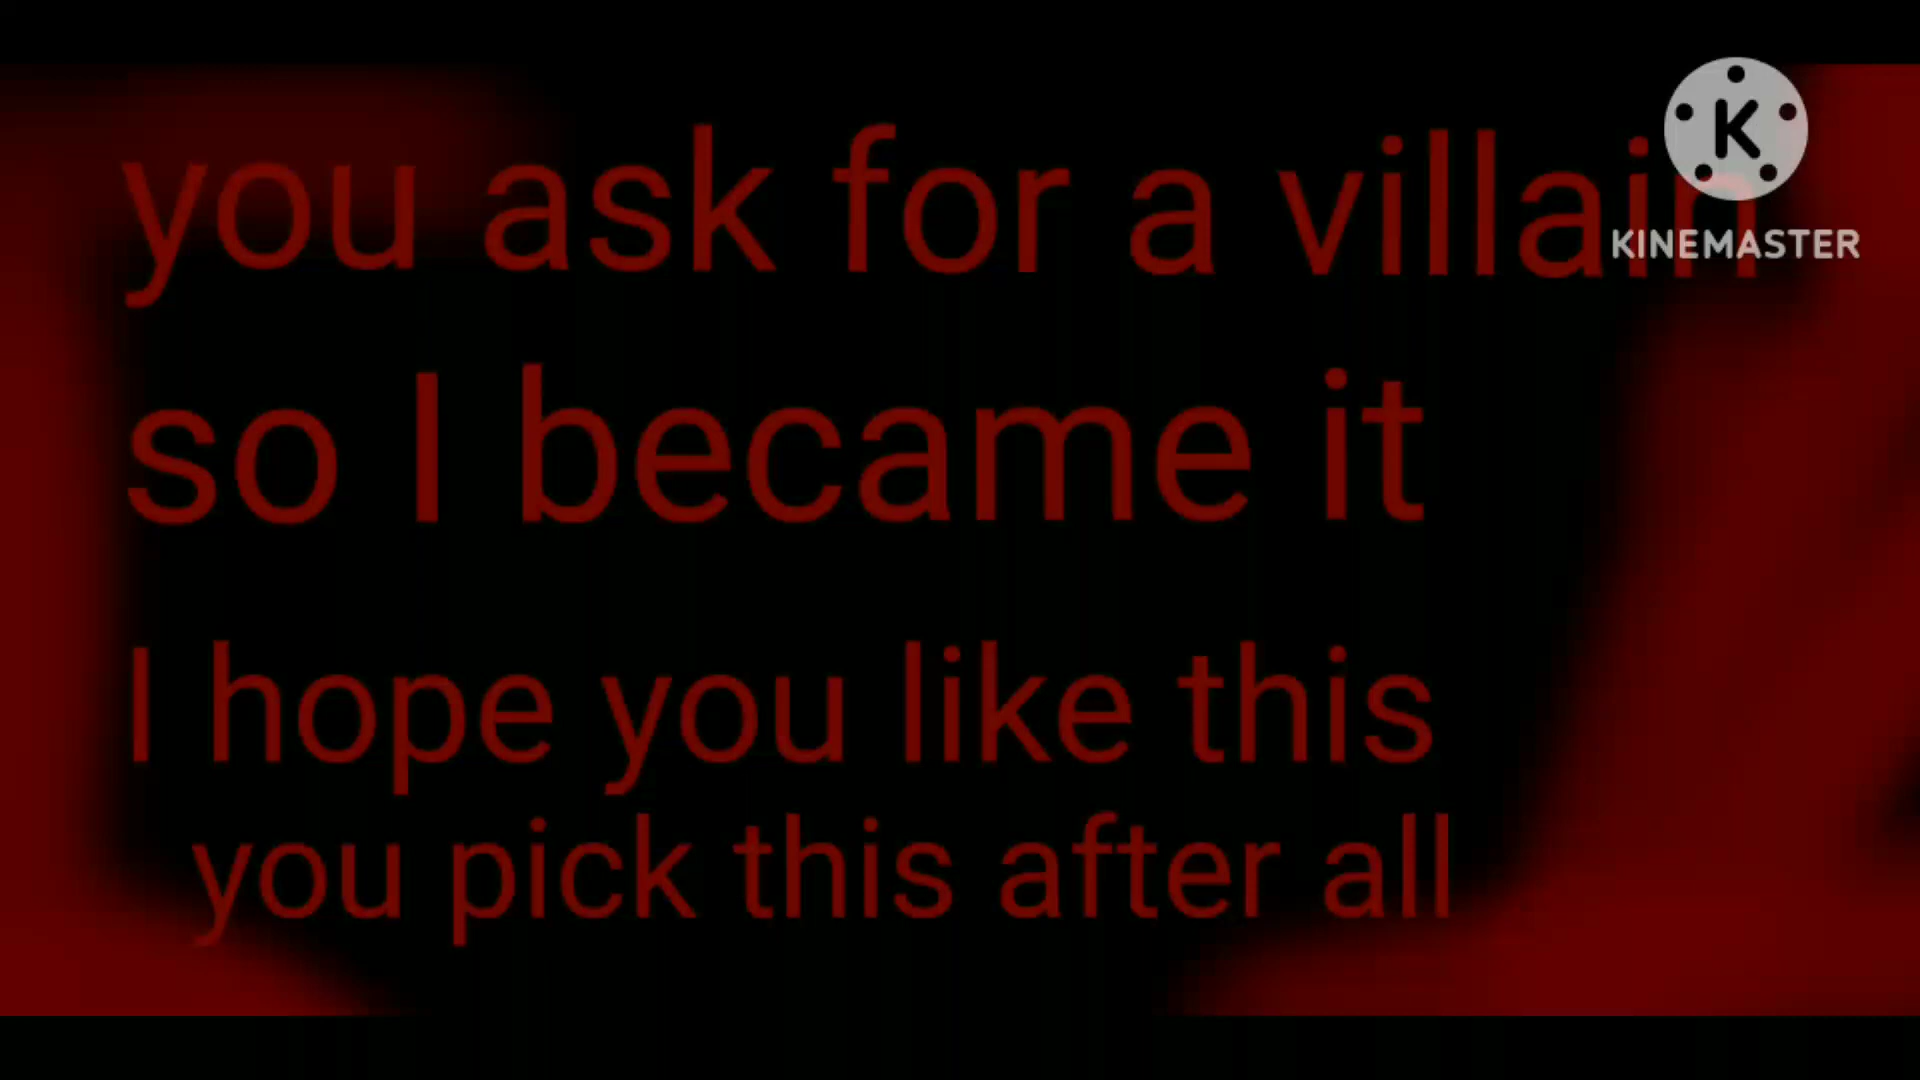 you ask for a villain
K
KINEMASTER
so I became it
I hope you like this
you pick this after all